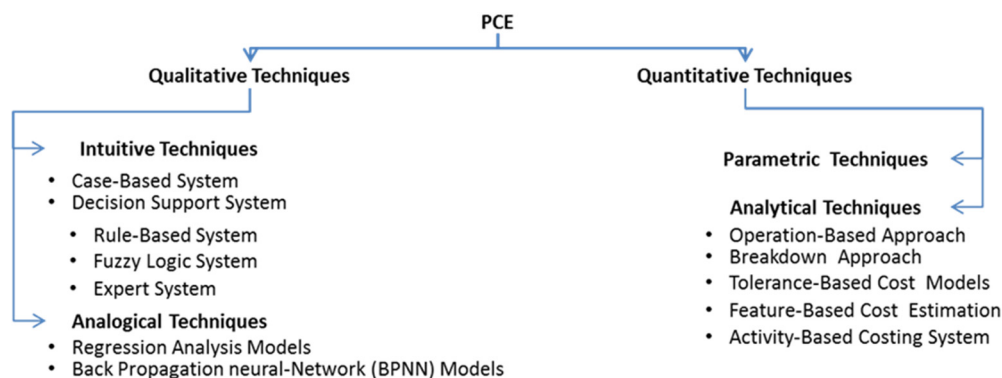 PCE
Qualitative Techniques
Quantitative Techniques
Intuitive Techniques
• Case-Based System
• Decision Support System
• Rule-Based System
• Fuzzy Logic System
• Expert System
Analogical Techniques
• Regression Analysis Models
• Back Propagation neural-Network (BPNN) Models
Parametric Techniques
Analytical Techniques
• Operation-Based Approach
• Breakdown Approach
• Tolerance-Based Cost Models
• Feature-Based Cost Estimation
• Activity-Based Costing System